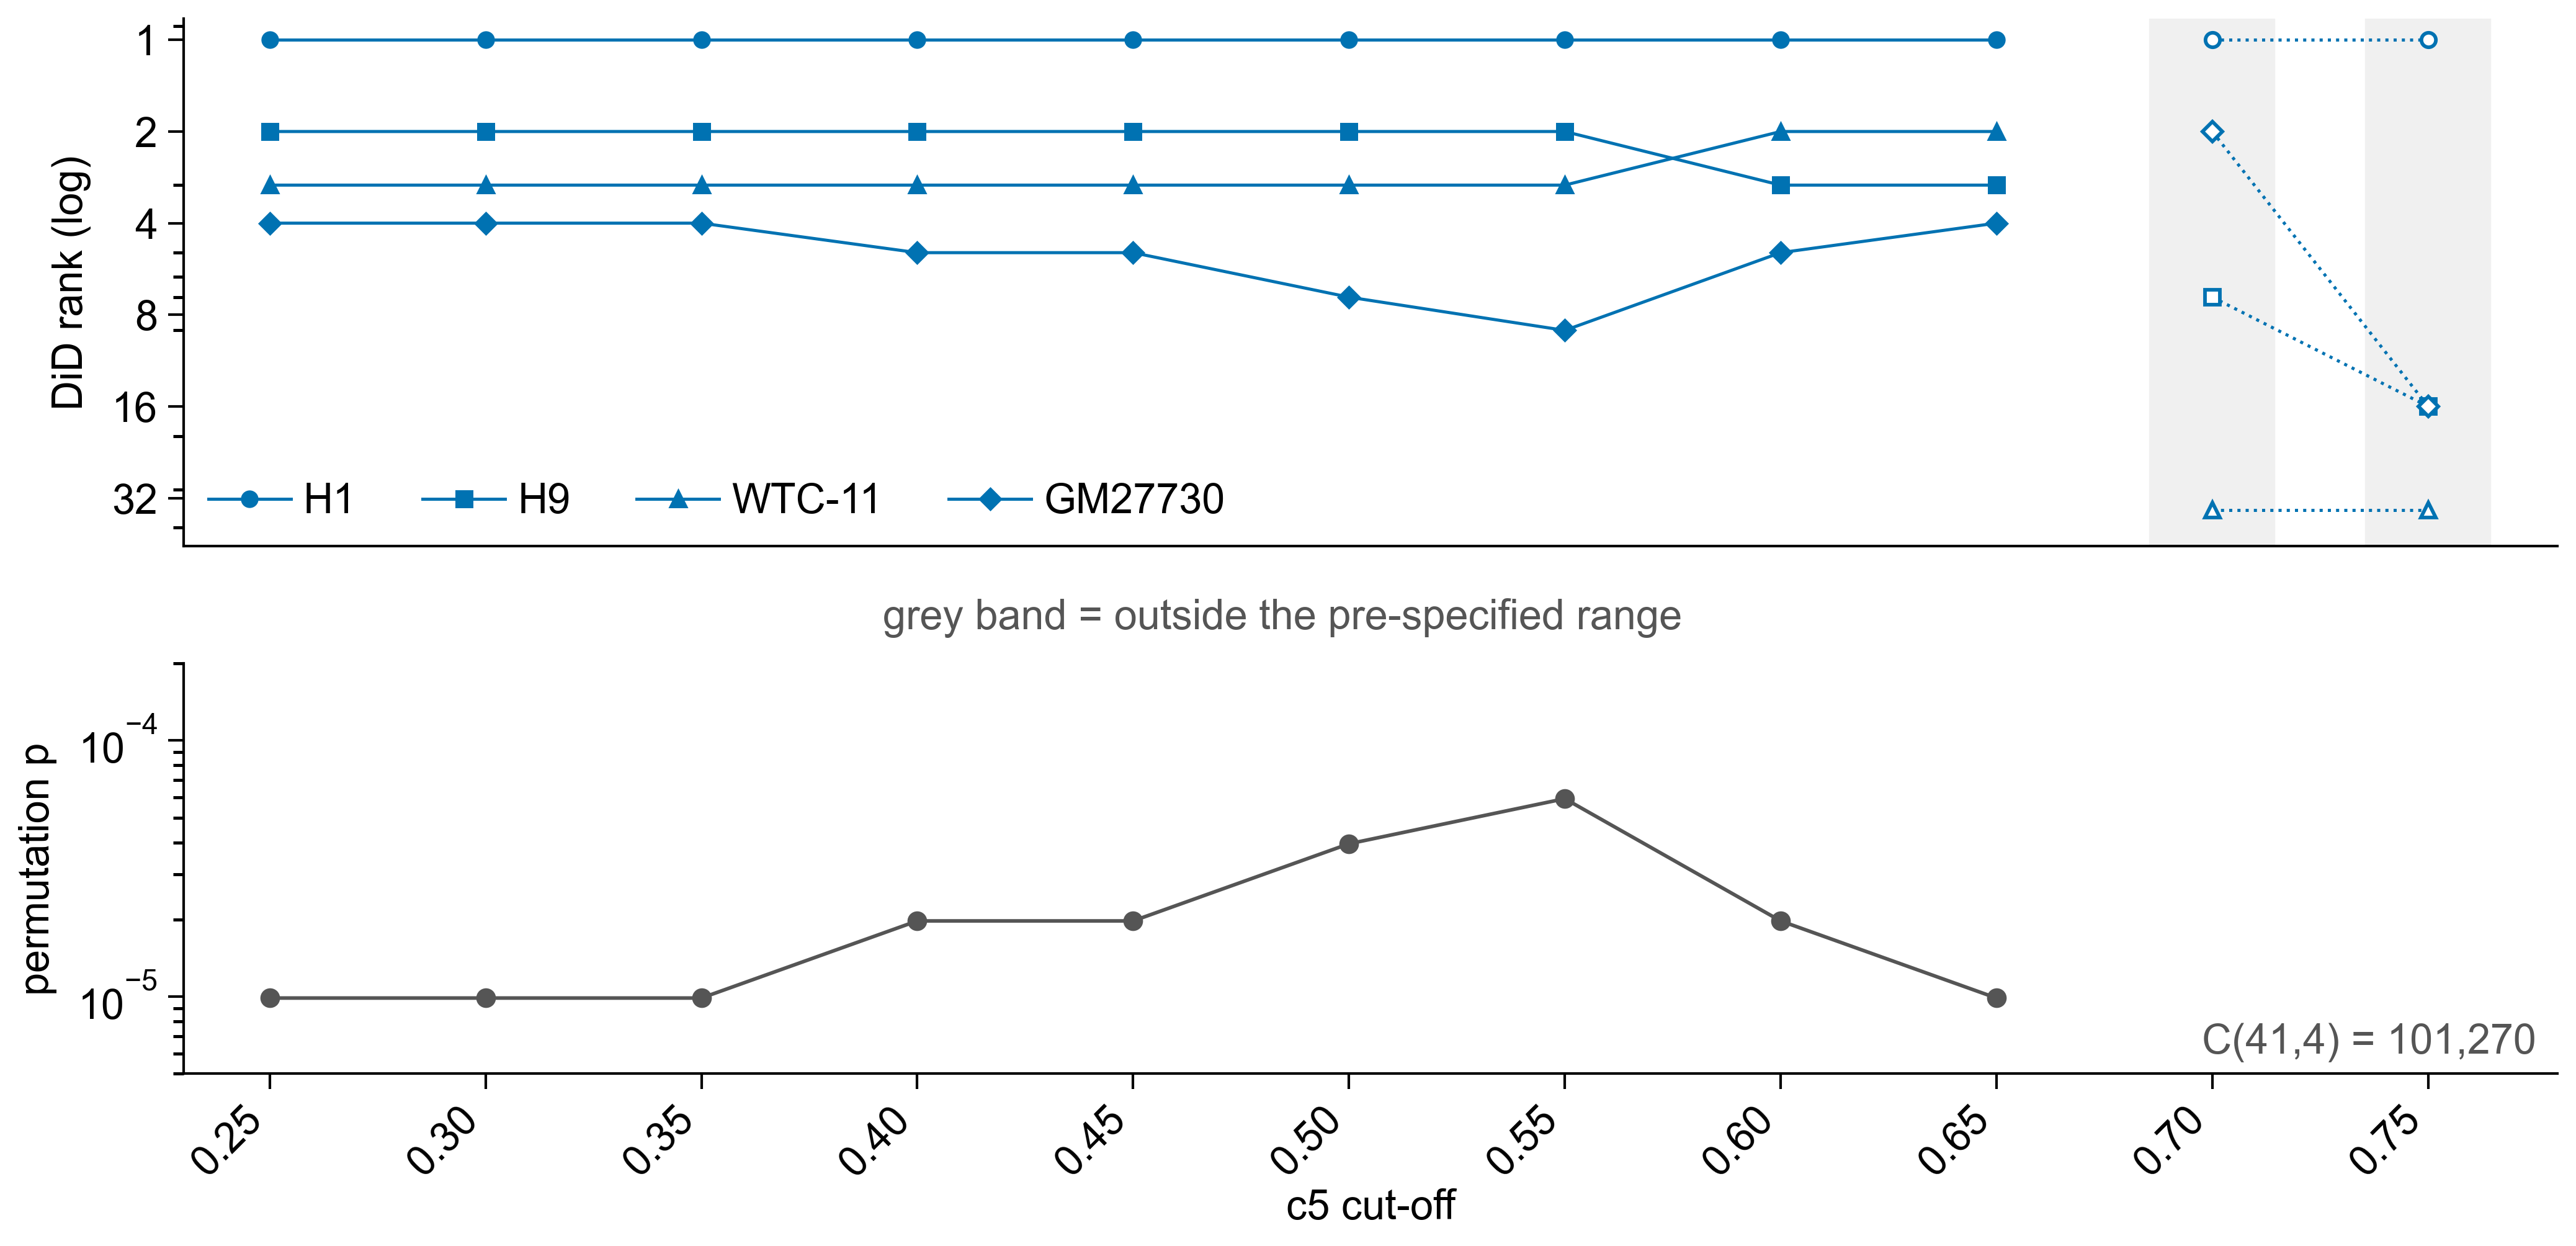 DiD rank (log)
1
2
4
8
16
32
H1 H9 WTC-11 GM27730
grey band = outside the pre-specified range
permutation p
10⁻⁴
10⁻⁵
C(41,4) = 101,270
0.25 0.30 0.35 0.40 0.45 0.50 0.55 0.60 0.65 0.70 0.75
c5 cut-off